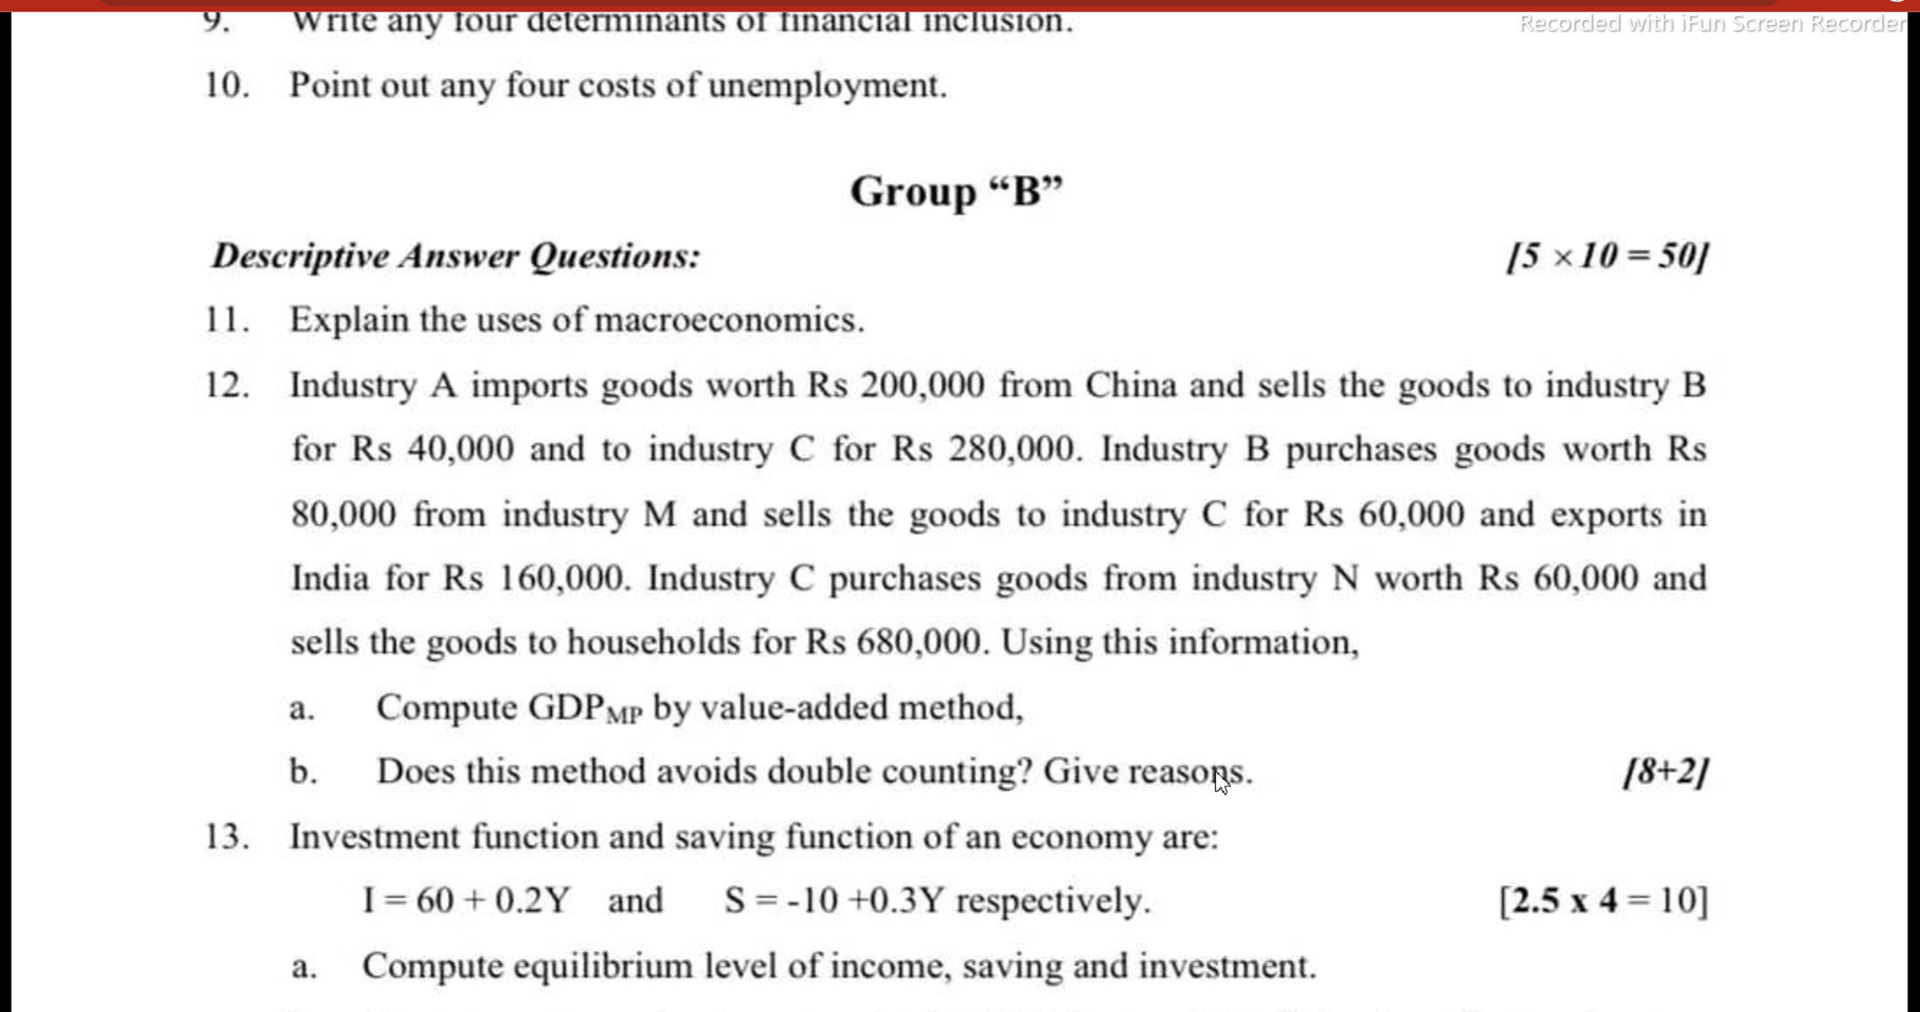 Recorded with iFun Screen Recorder
9. Write any four determinants of financial inclusion.
10. Point out any four costs of unemployment.
Group “B”
Descriptive Answer Questions: [5 × 10 = 50]
11. Explain the uses of macroeconomics.
12. Industry A imports goods worth Rs 200,000 from China and sells the goods to industry B
for Rs 40,000 and to industry C for Rs 280,000. Industry B purchases goods worth Rs
80,000 from industry M and sells the goods to industry C for Rs 60,000 and exports in
India for Rs 160,000. Industry C purchases goods from industry N worth Rs 60,000 and
sells the goods to households for Rs 680,000. Using this information,
a. Compute GDPMP by value-added method,
b. Does this method avoids double counting? Give reasons. [8+2]
13. Investment function and saving function of an economy are:
I = 60 + 0.2Y and S = -10 +0.3Y respectively. [2.5 x 4 = 10]
a. Compute equilibrium level of income, saving and investment.